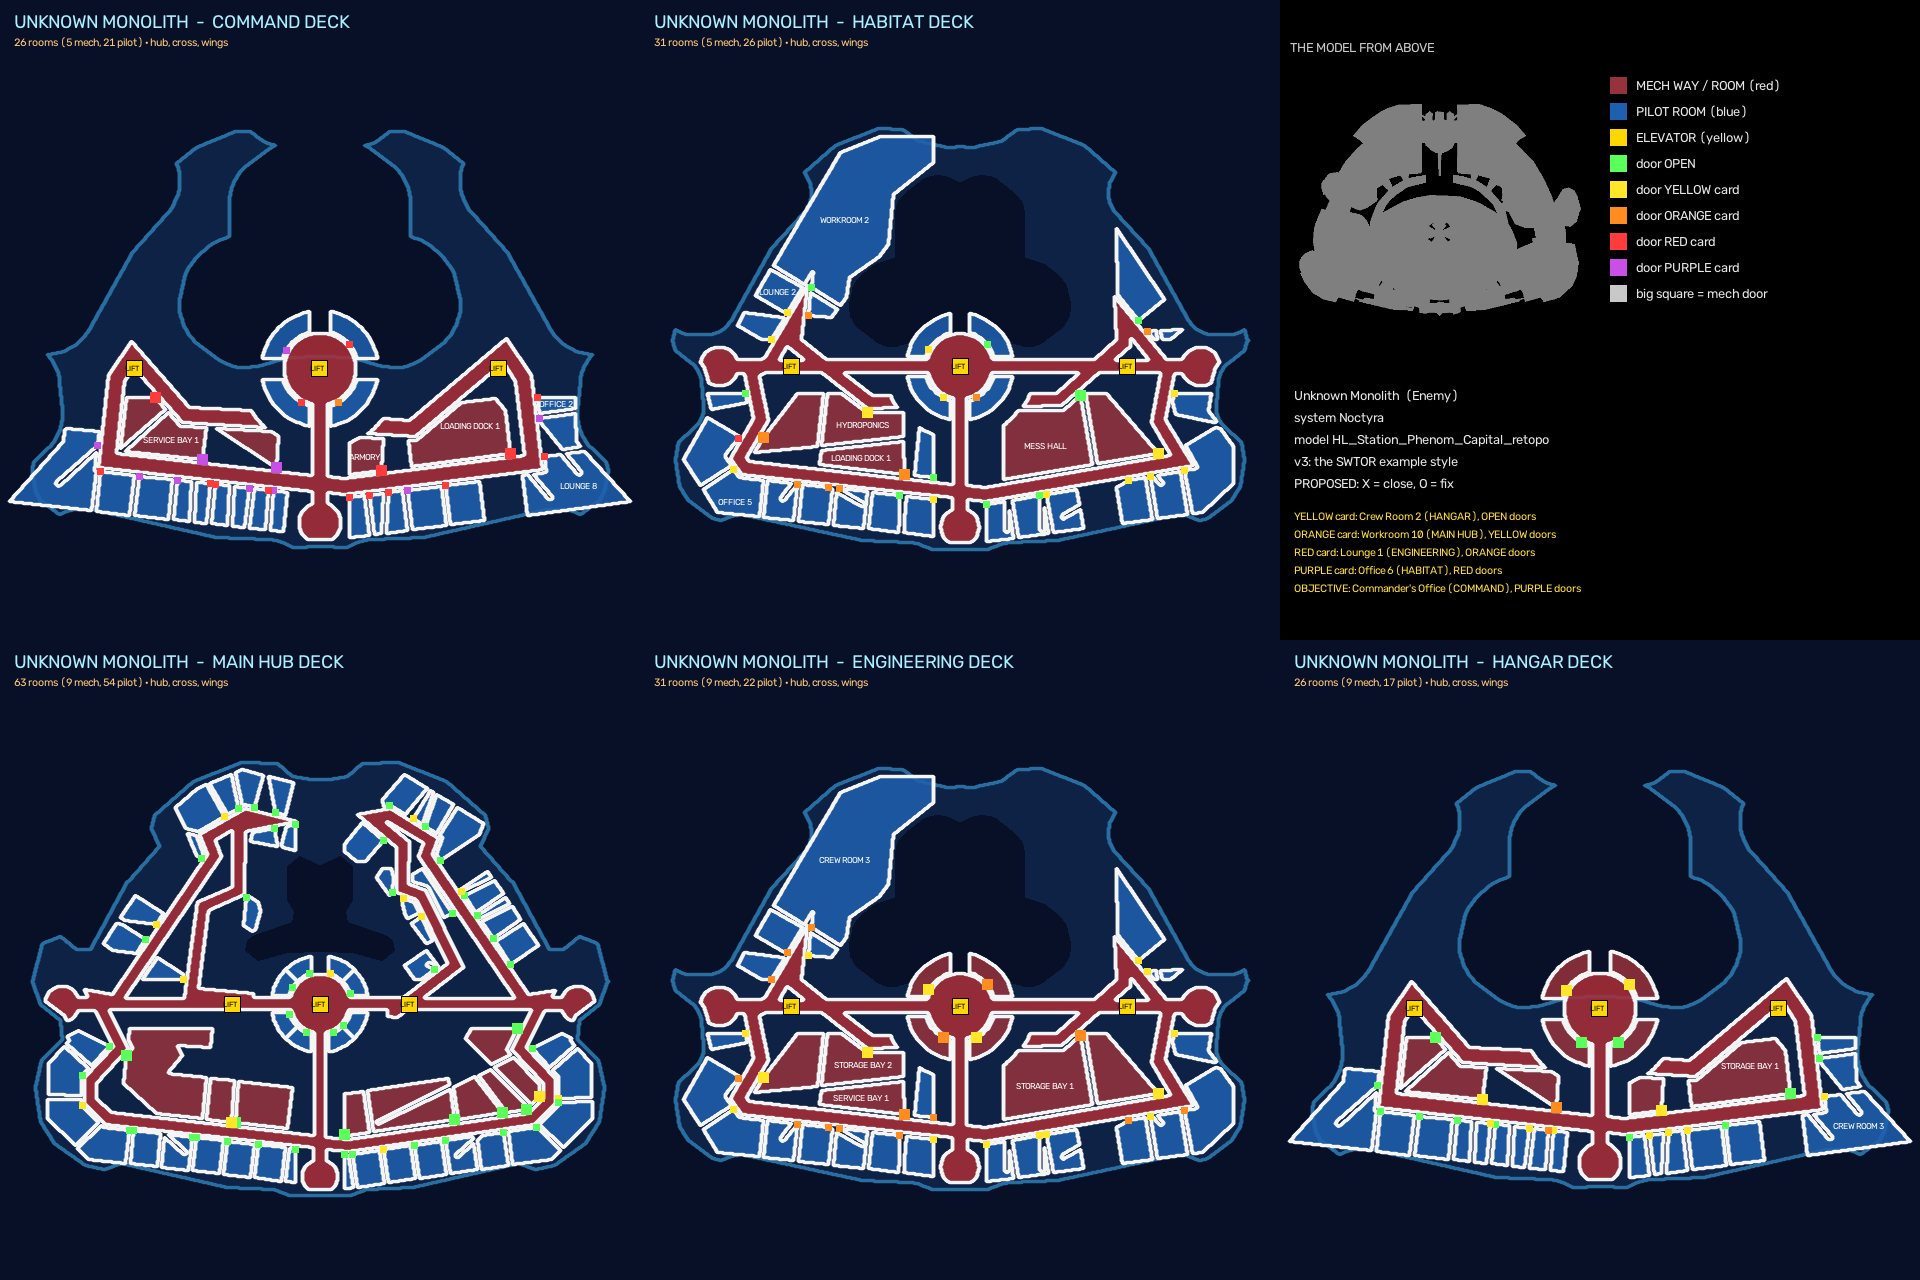 UNKNOWN MONOLITH - COMMAND DECK
26 rooms (5 mech, 21 pilot) • hub, cross, wings
LIFT
LIFT
LIFT
OFFICE 2
SERVICE BAY 1
LOADING DOCK 1
ARMORY
LOUNGE 8
UNKNOWN MONOLITH - HABITAT DECK
31 rooms (5 mech, 26 pilot) • hub, cross, wings
WORKROOM 2
LOUNGE 2
LIFT
LIFT
LIFT
HYDROPONICS
MESS HALL
LOADING DOCK 1
OFFICE 5
THE MODEL FROM ABOVE
MECH WAY / ROOM (red)
PILOT ROOM (blue)
ELEVATOR (yellow)
door OPEN
door YELLOW card
door ORANGE card
door RED card
door PURPLE card
big square = mech door
Unknown Monolith (Enemy)
system Noctyra
model HL_Station_Phenom_Capital_retopo
v3: the SWTOR example style
PROPOSED: X = close, O = fix
YELLOW card: Crew Room 2 (HANGAR), OPEN doors
ORANGE card: Workroom 10 (MAIN HUB), YELLOW doors
RED card: Lounge 1 (ENGINEERING), ORANGE doors
PURPLE card: Office 6 (HABITAT), RED doors
OBJECTIVE: Commander's Office (COMMAND), PURPLE doors
UNKNOWN MONOLITH - MAIN HUB DECK
63 rooms (9 mech, 54 pilot) • hub, cross, wings
LIFT
LIFT
LIFT
UNKNOWN MONOLITH - ENGINEERING DECK
31 rooms (9 mech, 22 pilot) • hub, cross, wings
CREW ROOM 3
LIFT
LIFT
LIFT
STORAGE BAY 2
STORAGE BAY 1
SERVICE BAY 1
UNKNOWN MONOLITH - HANGAR DECK
26 rooms (9 mech, 17 pilot) • hub, cross, wings
LIFT
LIFT
LIFT
STORAGE BAY 1
CREW ROOM 3